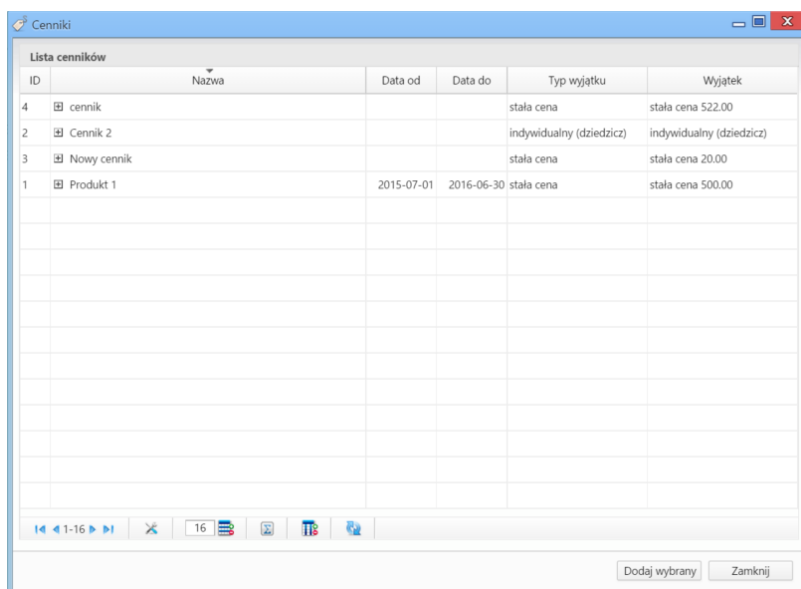 Cenniki
Lista cenników
ID Nazwa Data od Data do Typ wyjątku Wyjątek
4 cennik stała cena stała cena 522.00
2 Cennik 2 indywidualny (dziedzicz) indywidualny (dziedzicz)
3 Nowy cennik stała cena stała cena 20.00
1 Produkt 1 2015-07-01 2016-06-30 stała cena stała cena 500.00
1-16 16
Dodaj wybrany Zamknij